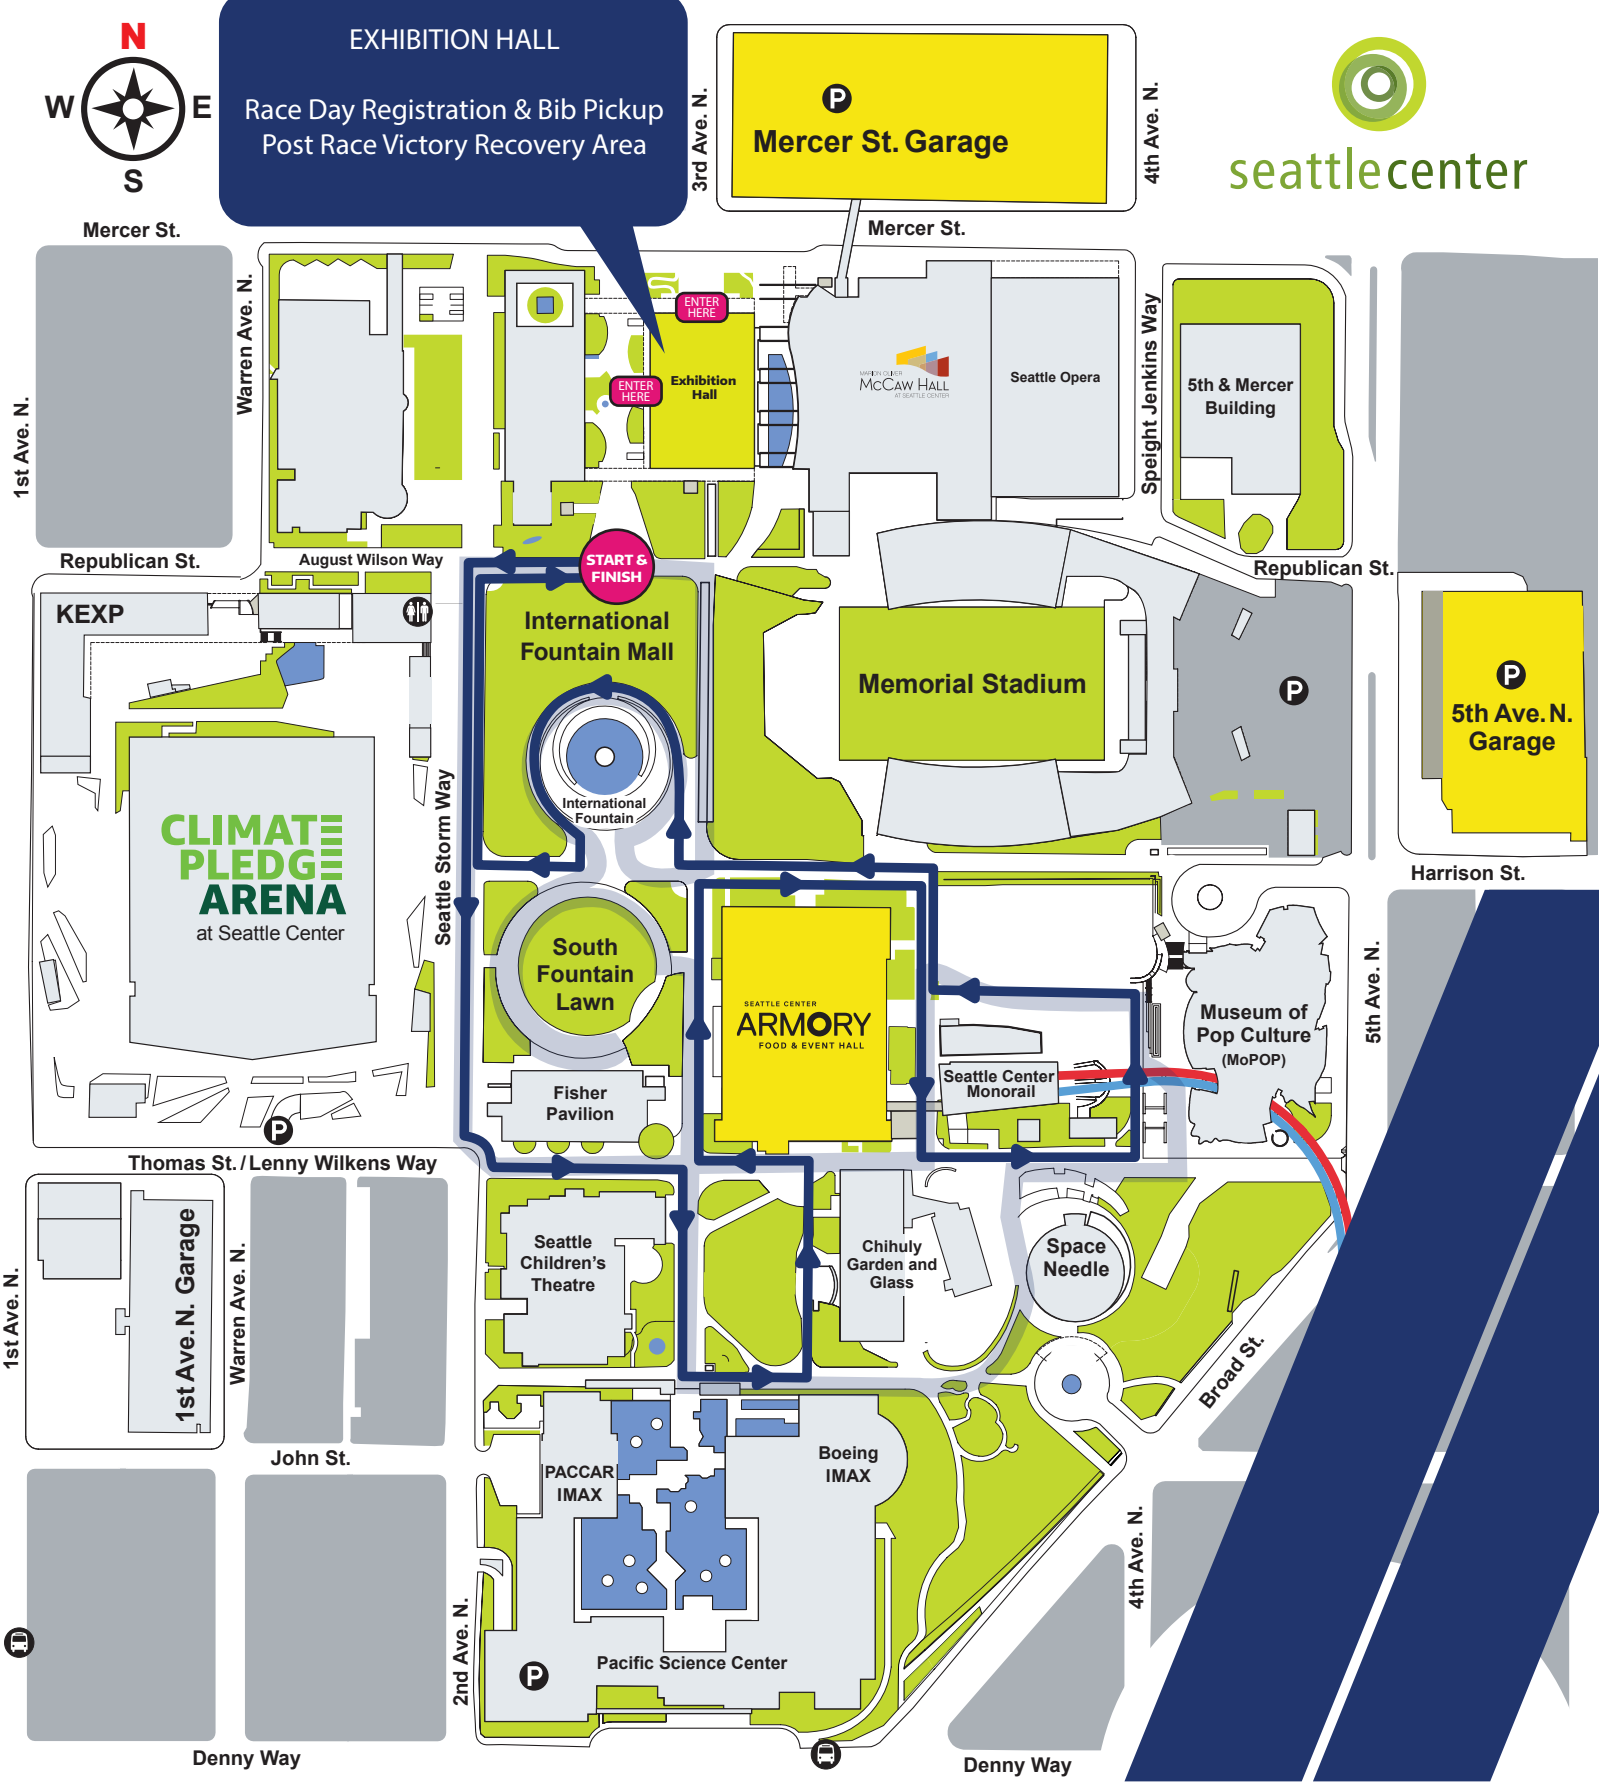 N
W
E
S
EXHIBITION HALL
Race Day Registration & Bib Pickup
Post Race Victory Recovery Area
3rd Ave. N.
P
Mercer St. Garage
4th Ave. N.
seattlecenter
Mercer St.
Mercer St.
1st Ave. N.
Warren Ave. N.
ENTER
HERE
ENTER
HERE
Exhibition
Hall
MARION OLIVER
McCAW HALL
AT SEATTLE CENTER
Seattle Opera
Speight Jenkins Way
5th & Mercer
Building
Republican St.
August Wilson Way
START &
FINISH
Republican St.
KEXP
International
Fountain Mall
Memorial Stadium
P
P
5th Ave. N.
Garage
International
Fountain
CLIMATE
PLEDGE
ARENA
at Seattle Center
Seattle Storm Way
Harrison St.
South
Fountain
Lawn
SEATTLE CENTER
ARMORY
FOOD & EVENT HALL
Museum of
Pop Culture
(MoPOP)
5th Ave. N.
Seattle Center
Monorail
Fisher
Pavilion
P
Thomas St. / Lenny Wilkens Way
1st Ave. N.
1st Ave. N. Garage
Warren Ave. N.
Seattle
Children's
Theatre
Chihuly
Garden and
Glass
Space
Needle
Broad St.
John St.
PACCAR
IMAX
Boeing
IMAX
4th Ave. N.
2nd Ave. N.
P
Pacific Science Center
Denny Way
Denny Way